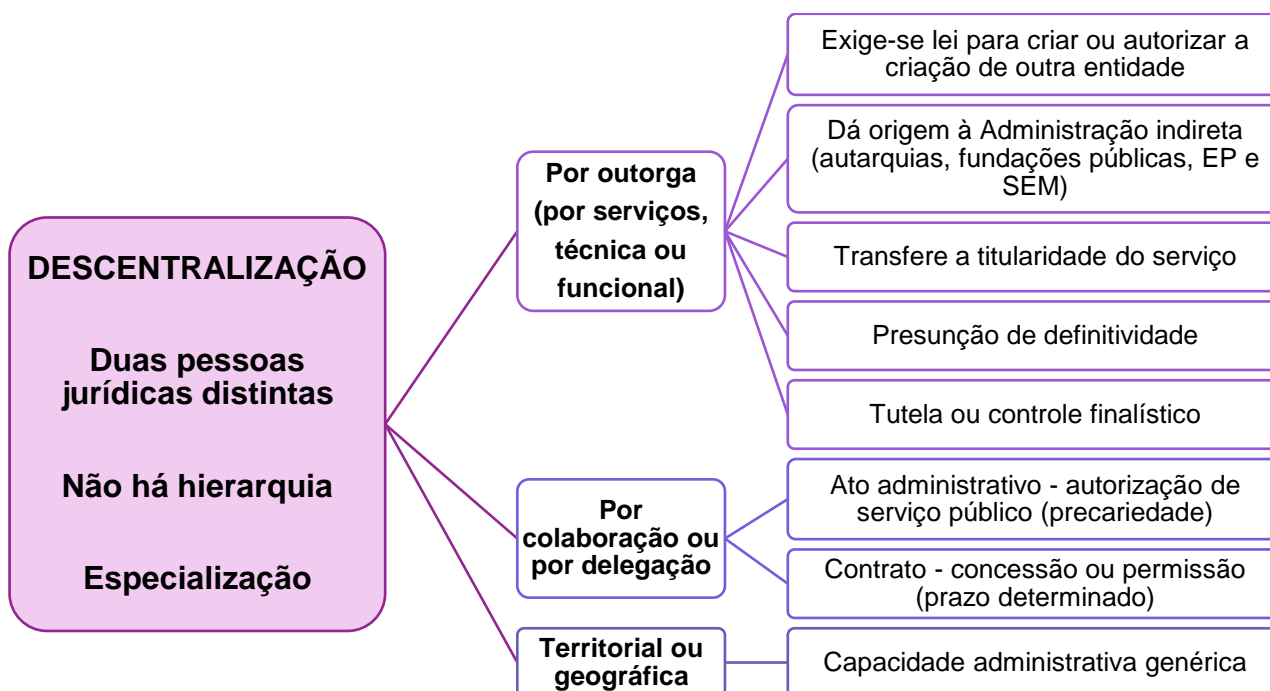 DESCENTRALIZAÇÃO
Duas pessoas
jurídicas distintas
Não há hierarquia
Especialização
Por outorga
(por serviços,
técnica ou
funcional)
Exige-se lei para criar ou autorizar a
criação de outra entidade
Dá origem à Administração indireta
(autarquias, fundações públicas, EP e
SEM)
Transfere a titularidade do serviço
Presunção de definitividade
Tutela ou controle finalístico
Por
colaboração ou
por delegação
Ato administrativo - autorização de
serviço público (precariedade)
Contrato - concessão ou permissão
(prazo determinado)
Territorial ou
geográfica
Capacidade administrativa genérica